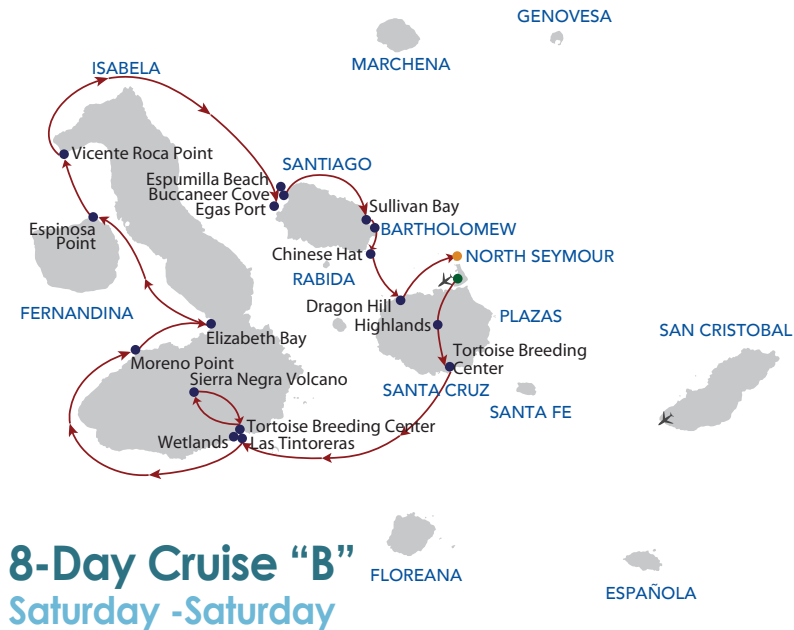 GENOVESA
MARCHENA
ISABELA
Vicente Roca Point
SANTIAGO
Espumilla Beach
Buccaneer Cove
Egas Port
Sullivan Bay
BARTHOLOMEW
Espinosa
Point
Chinese Hat
NORTH SEYMOUR
RABIDA
FERNANDINA
Dragon Hill
Highlands
PLAZAS
Elizabeth Bay
SAN CRISTOBAL
Moreno Point
Tortoise Breeding
Center
Sierra Negra Volcano
SANTA CRUZ
SANTA FE
Tortoise Breeding Center
Wetlands
Las Tintoreras
8-Day Cruise “B”
Saturday -Saturday
FLOREANA
ESPAÑOLA